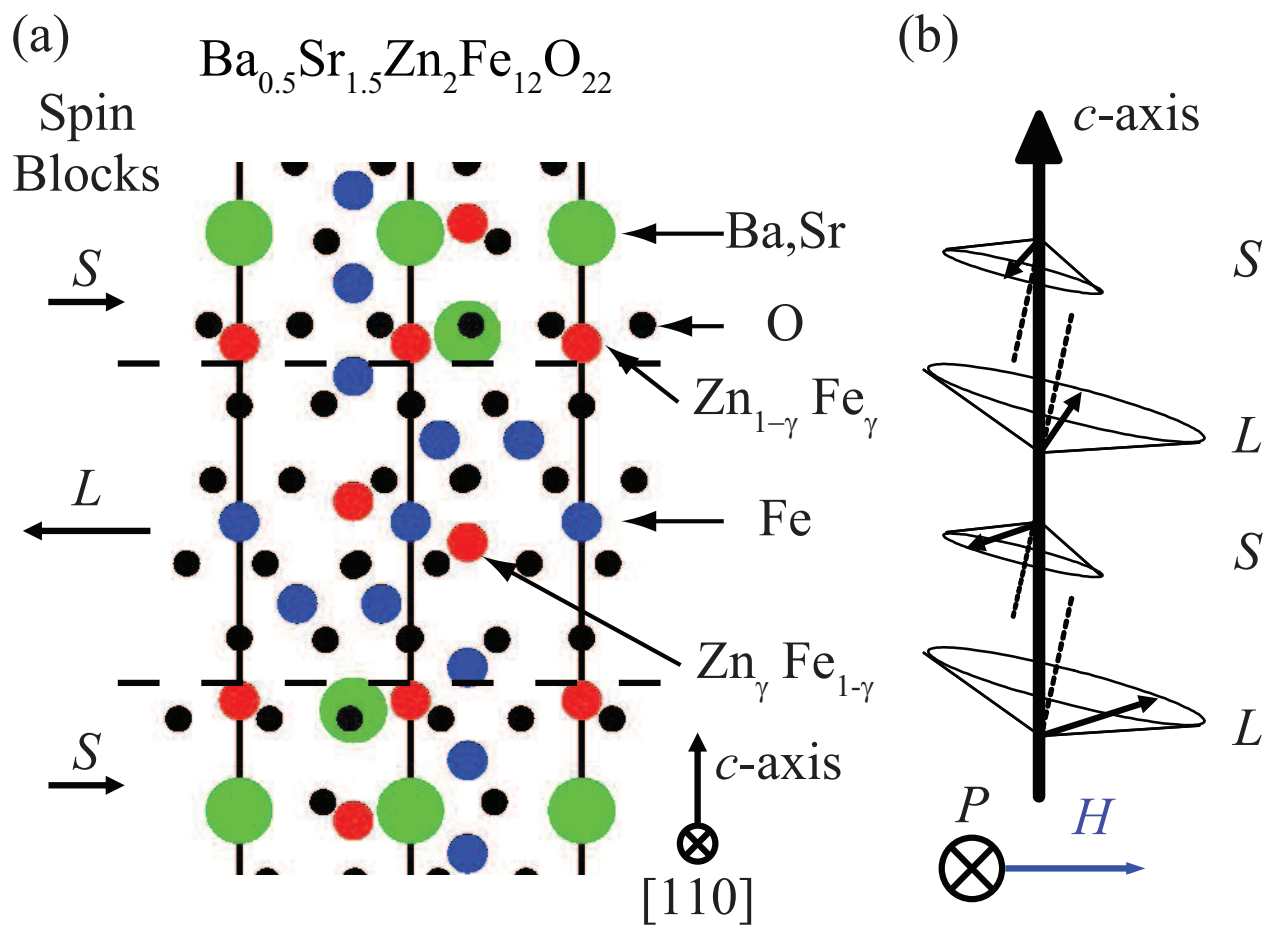 (a)
Ba0.5Sr1.5Zn2Fe12O22
Spin
Blocks
S
L
S
Ba,Sr
O
Zn1−γ Feγ
Fe
Znγ Fe1-γ
c-axis
[110]
(b)
c-axis
S
L
S
L
P
H